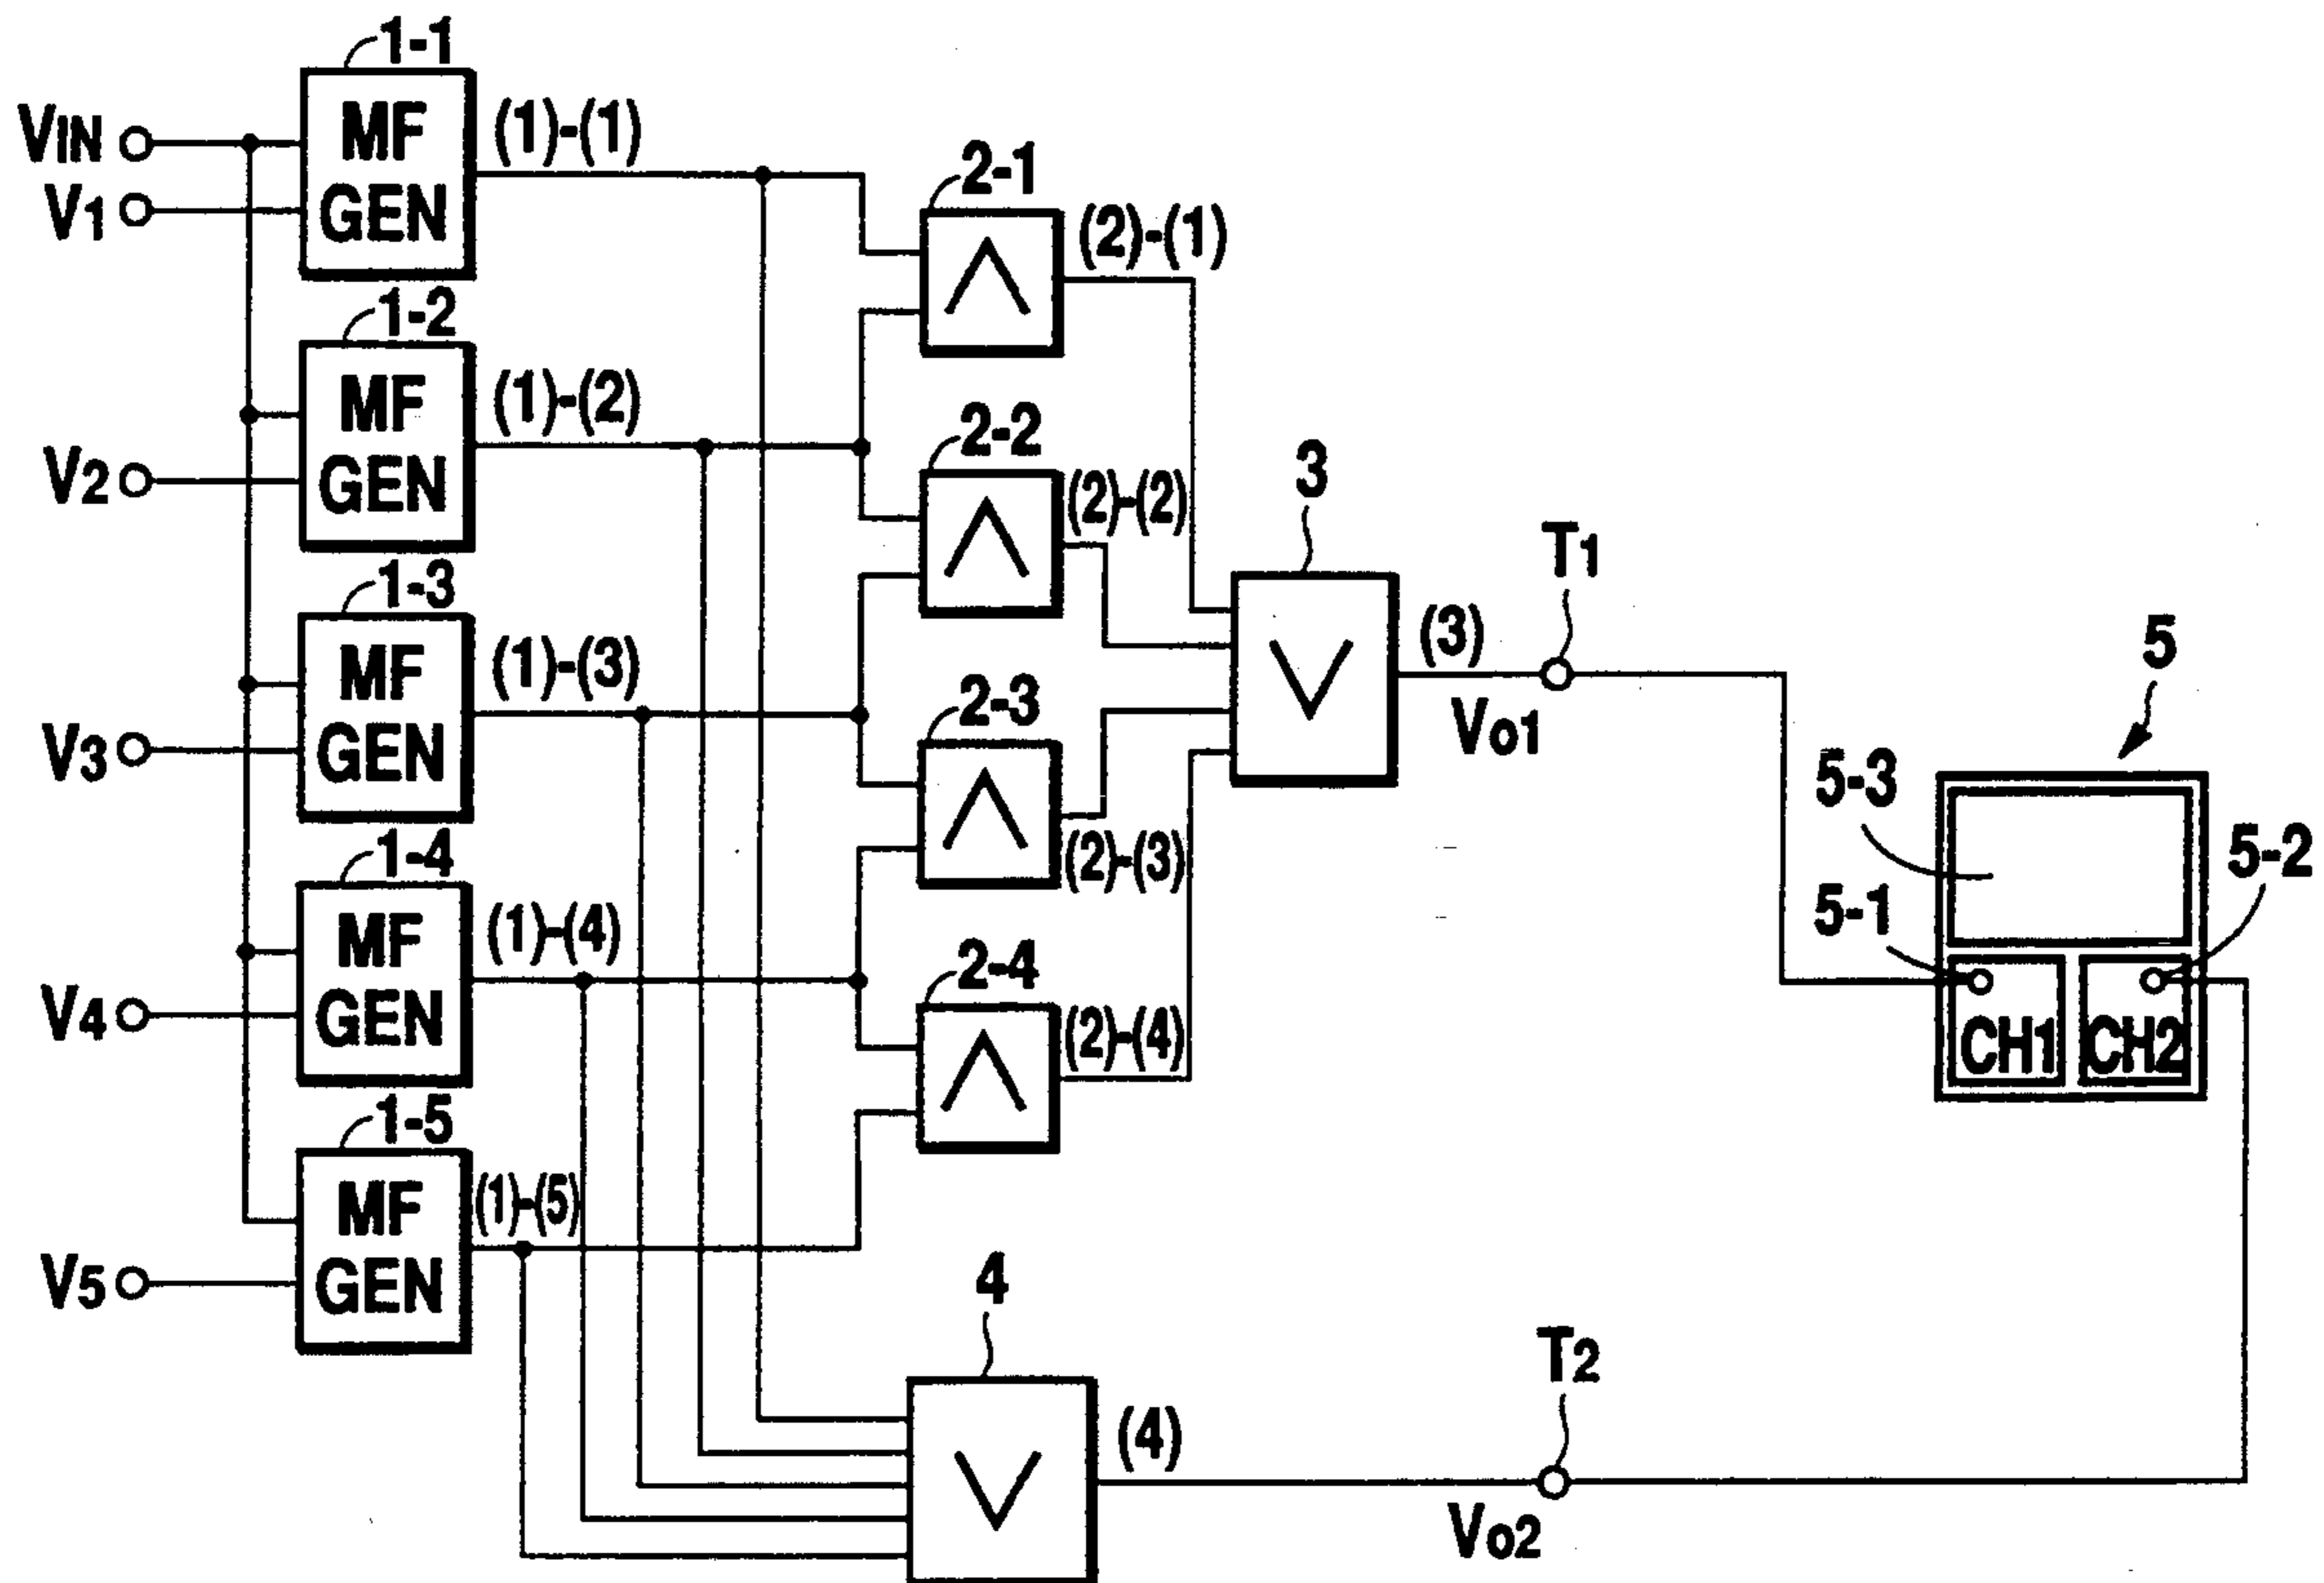 1-1
VIN
V1
MF
GEN
(1)-(1)
2-1
∧
(2)-(1)
1-2
V2
MF
GEN
(1)-(2)
2-2
∧
(2)-(2)
3
∨
(3)
T1
Vo1
1-3
V3
MF
GEN
(1)-(3)
2-3
∧
(2)-(3)
5
5-3
5-2
5-1
CH1
CH2
1-4
V4
MF
GEN
(1)-(4)
2-4
∧
(2)-(4)
1-5
V5
MF
GEN
(1)-(5)
4
∨
(4)
T2
Vo2